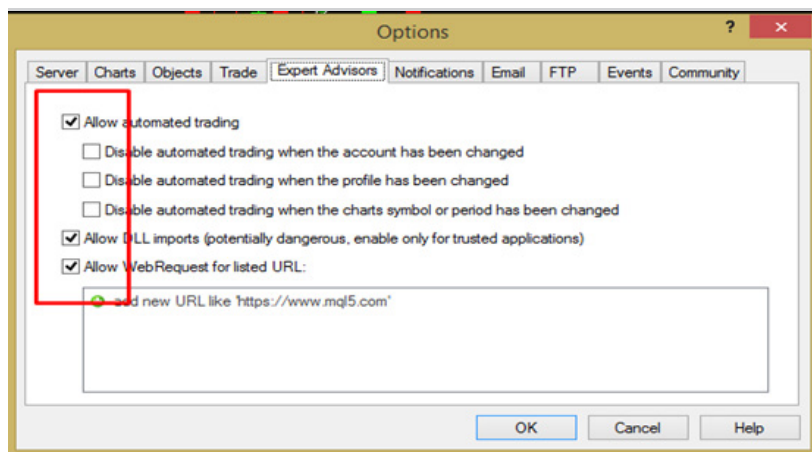 Options
?
Server Charts Objects Trade Expert Advisors Notifications Email FTP Events Community
Allow automated trading
Disable automated trading when the account has been changed
Disable automated trading when the profile has been changed
Disable automated trading when the charts symbol or period has been changed
Allow DLL imports (potentially dangerous, enable only for trusted applications)
Allow WebRequest for listed URL:
add new URL like 'https://www.mql5.com'
OK Cancel Help